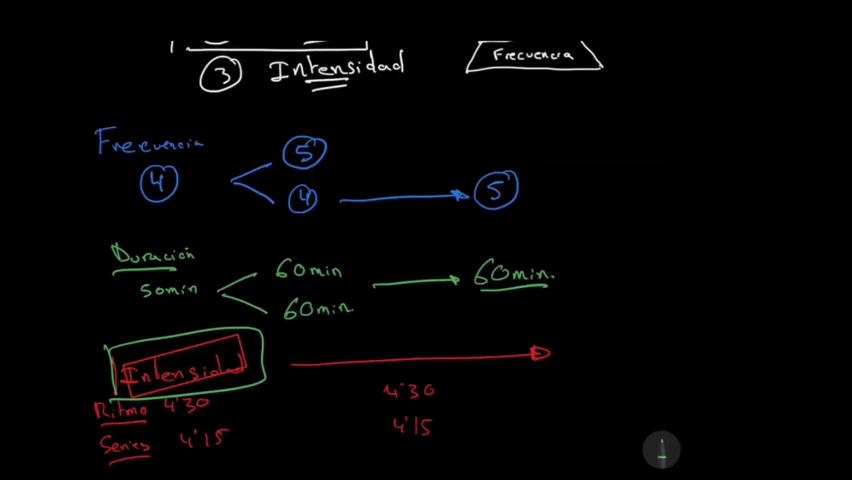 3 Intensidad
Frecuencia
Frecuencia
5
4
4
5
Duración
60min
60min.
50min
60min.
Intensidad
4'30
Ritmo 4'30
4'15
Series 4'15